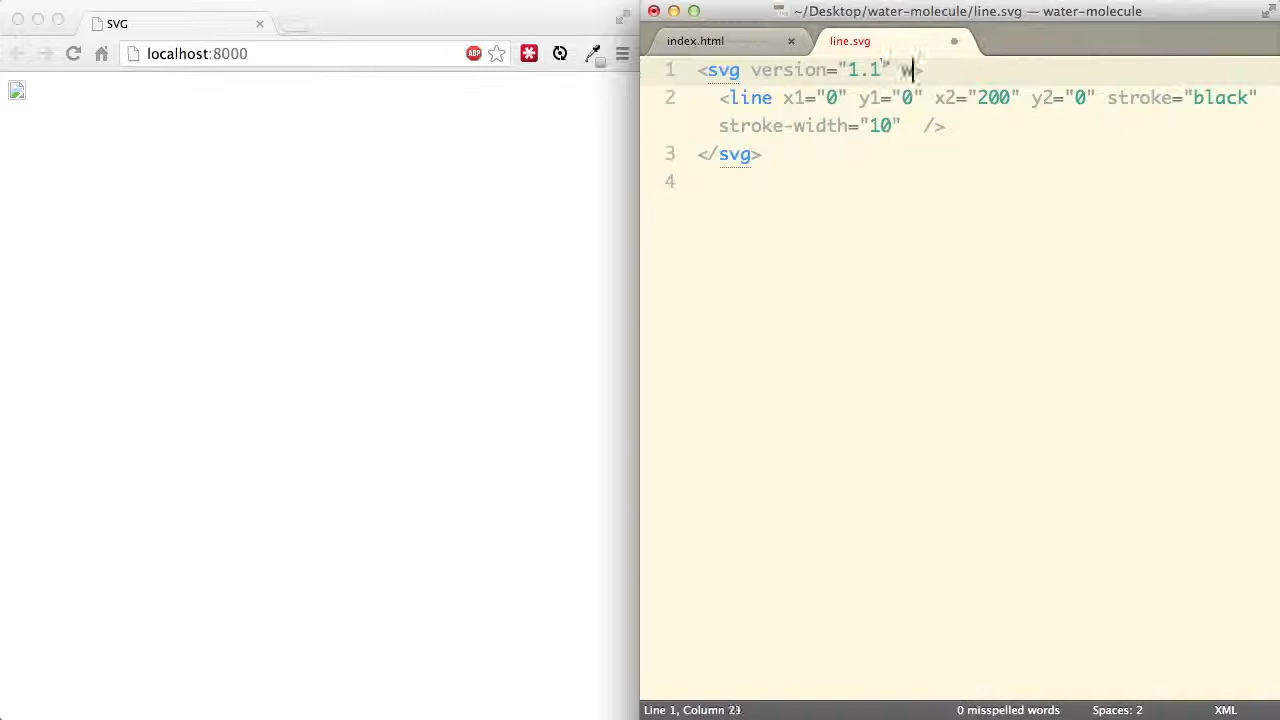 SVG
localhost:8000
ABP
~/Desktop/water-molecule/line.svg — water-molecule
index.html
line.svg
1 <svg version="1.1" w>
2 <line x1="0" y1="0" x2="200" y2="0" stroke="black"
stroke-width="10" />
3 </svg>
4
Line 1, Column 21
0 misspelled words
Spaces: 2
XML